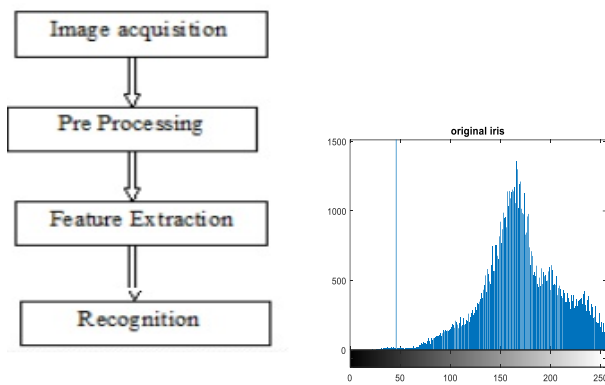 Image acquisition
Pre Processing
Feature Extraction
Recognition
original iris
1500
1000
500
0
0 50 100 150 200 250